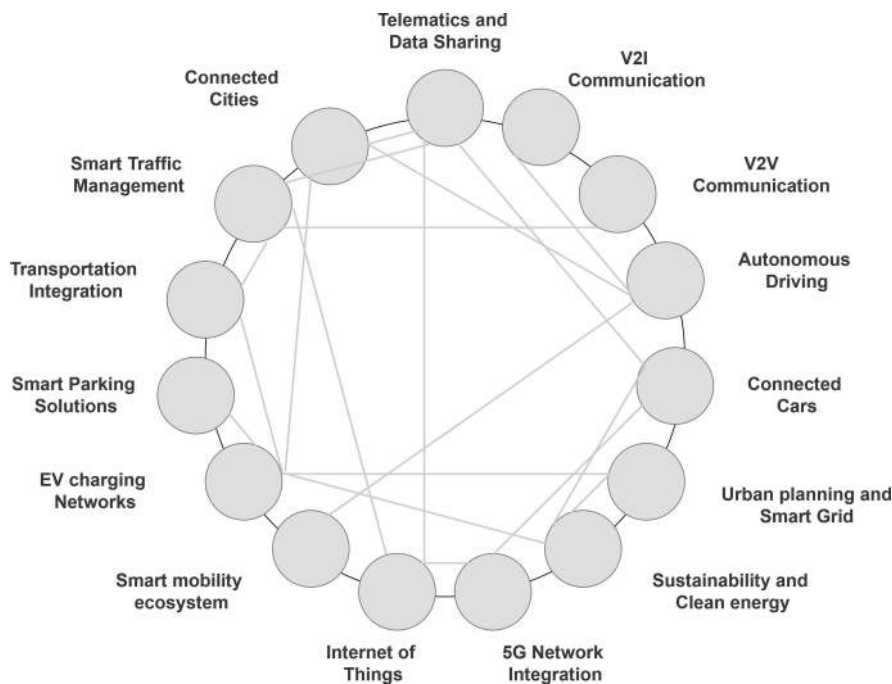 Telematics and
Data Sharing
V2I
Communication
V2V
Communication
Autonomous
Driving
Connected
Cars
Urban planning and
Smart Grid
Sustainability and
Clean energy
5G Network
Integration
Internet of
Things
Smart mobility
ecosystem
EV charging
Networks
Smart Parking
Solutions
Transportation
Integration
Smart Traffic
Management
Connected
Cities